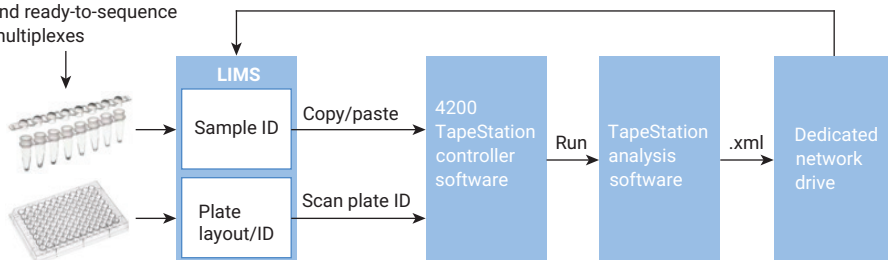 nd ready-to-sequence
multiplexes
LIMS
Sample ID
Copy/paste
Plate
layout/ID
Scan plate ID
4200
TapeStation
controller
software
Run
TapeStation
analysis
software
.xml
Dedicated
network
drive